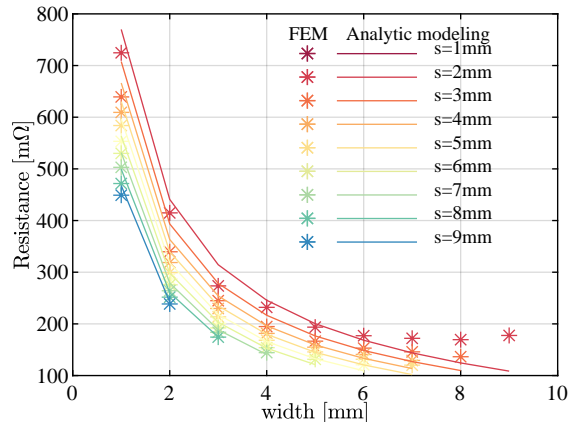 800
700
600
500
400
300
200
100
0
2
4
6
8
10
Resistance [mΩ]
width [mm]
FEM Analytic modeling
s=1mm
s=2mm
s=3mm
s=4mm
s=5mm
s=6mm
s=7mm
s=8mm
s=9mm